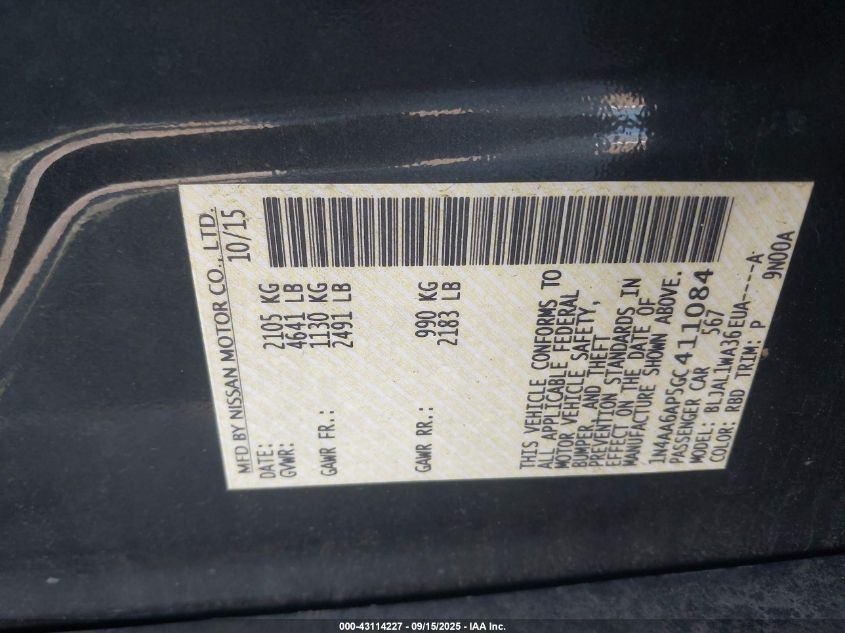 MFD BY NISSAN MOTOR CO., LTD.
DATE: 10/15
GVWR: 2105 KG
4641 LB
GAWR FR.: 1130 KG
2491 LB
GAWR RR.: 990 KG
2183 LB
THIS VEHICLE CONFORMS TO
ALL APPLICABLE FEDERAL
MOTOR VEHICLE SAFETY,
BUMPER, AND THEFT
PREVENTION STANDARDS IN
EFFECT ON THE DATE OF
MANUFACTURE SHOWN ABOVE.
1N4AA6AP5GC411084
PASSENGER CAR 567
MODEL: BLJAL1WA36EUA----A-
COLOR: RBD TRIM: P 9N00A
000-43114227 - 09/15/2025 - IAA Inc.